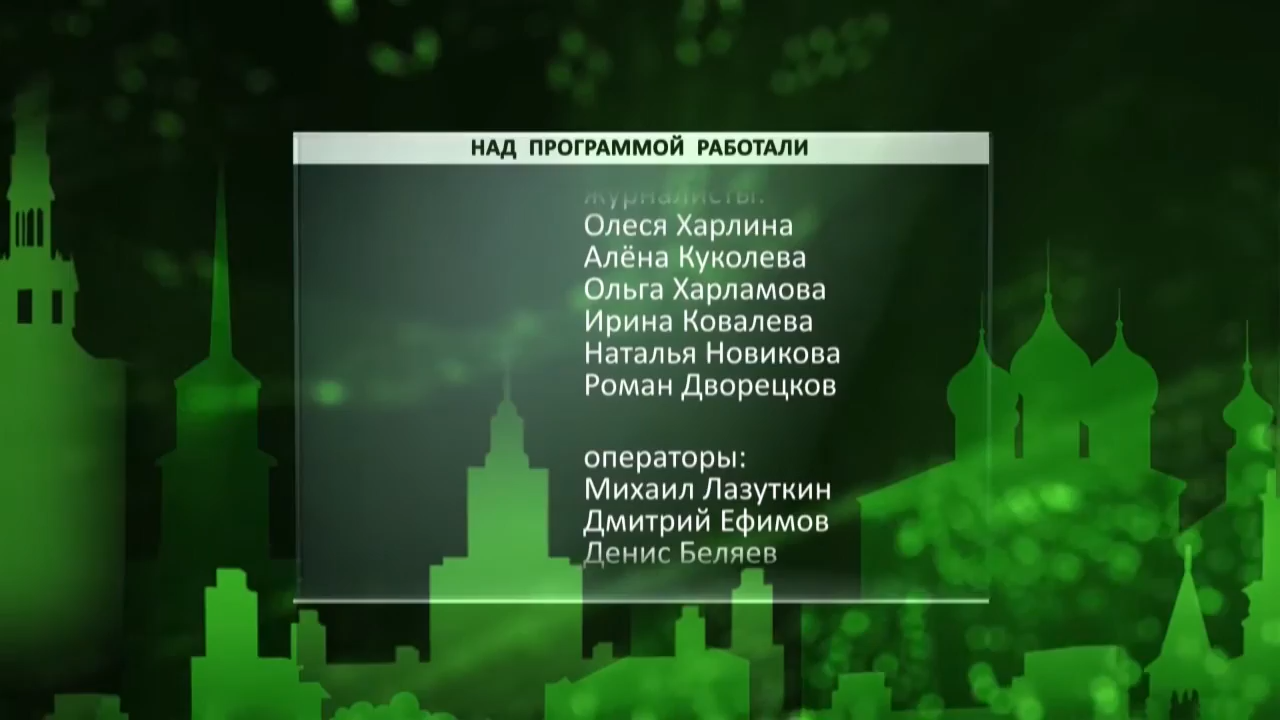 НАД ПРОГРАММОЙ РАБОТАЛИ
журналисты:
Олеся Харлина
Алёна Куколева
Ольга Харламова
Ирина Ковалева
Наталья Новикова
Роман Дворецков
операторы:
Михаил Лазуткин
Дмитрий Ефимов
Денис Беляев